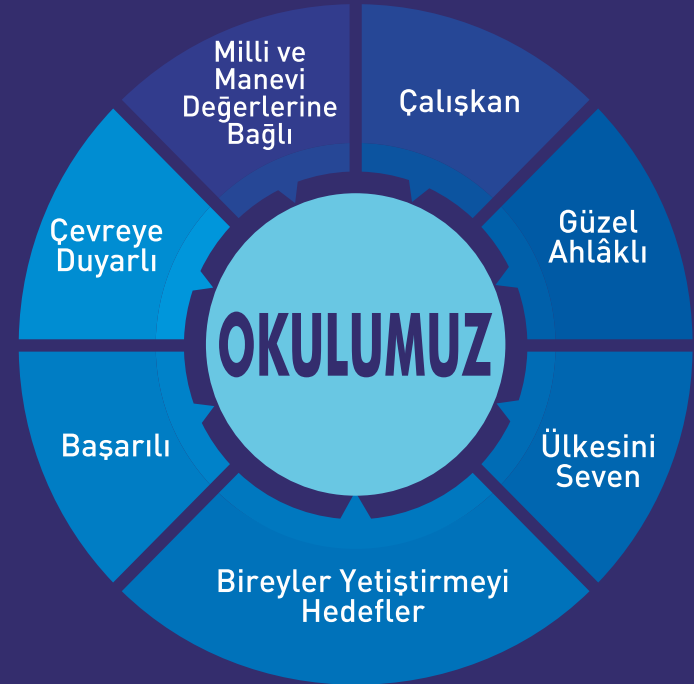 OKULUMUZ
Milli ve
Manevi
Değerlerine
Bağlı
Çalışkan
Güzel
Ahlâklı
Ülkesini
Seven
Çevreye
Duyarlı
Başarılı
Bireyler Yetiştirmeyi
Hedefler